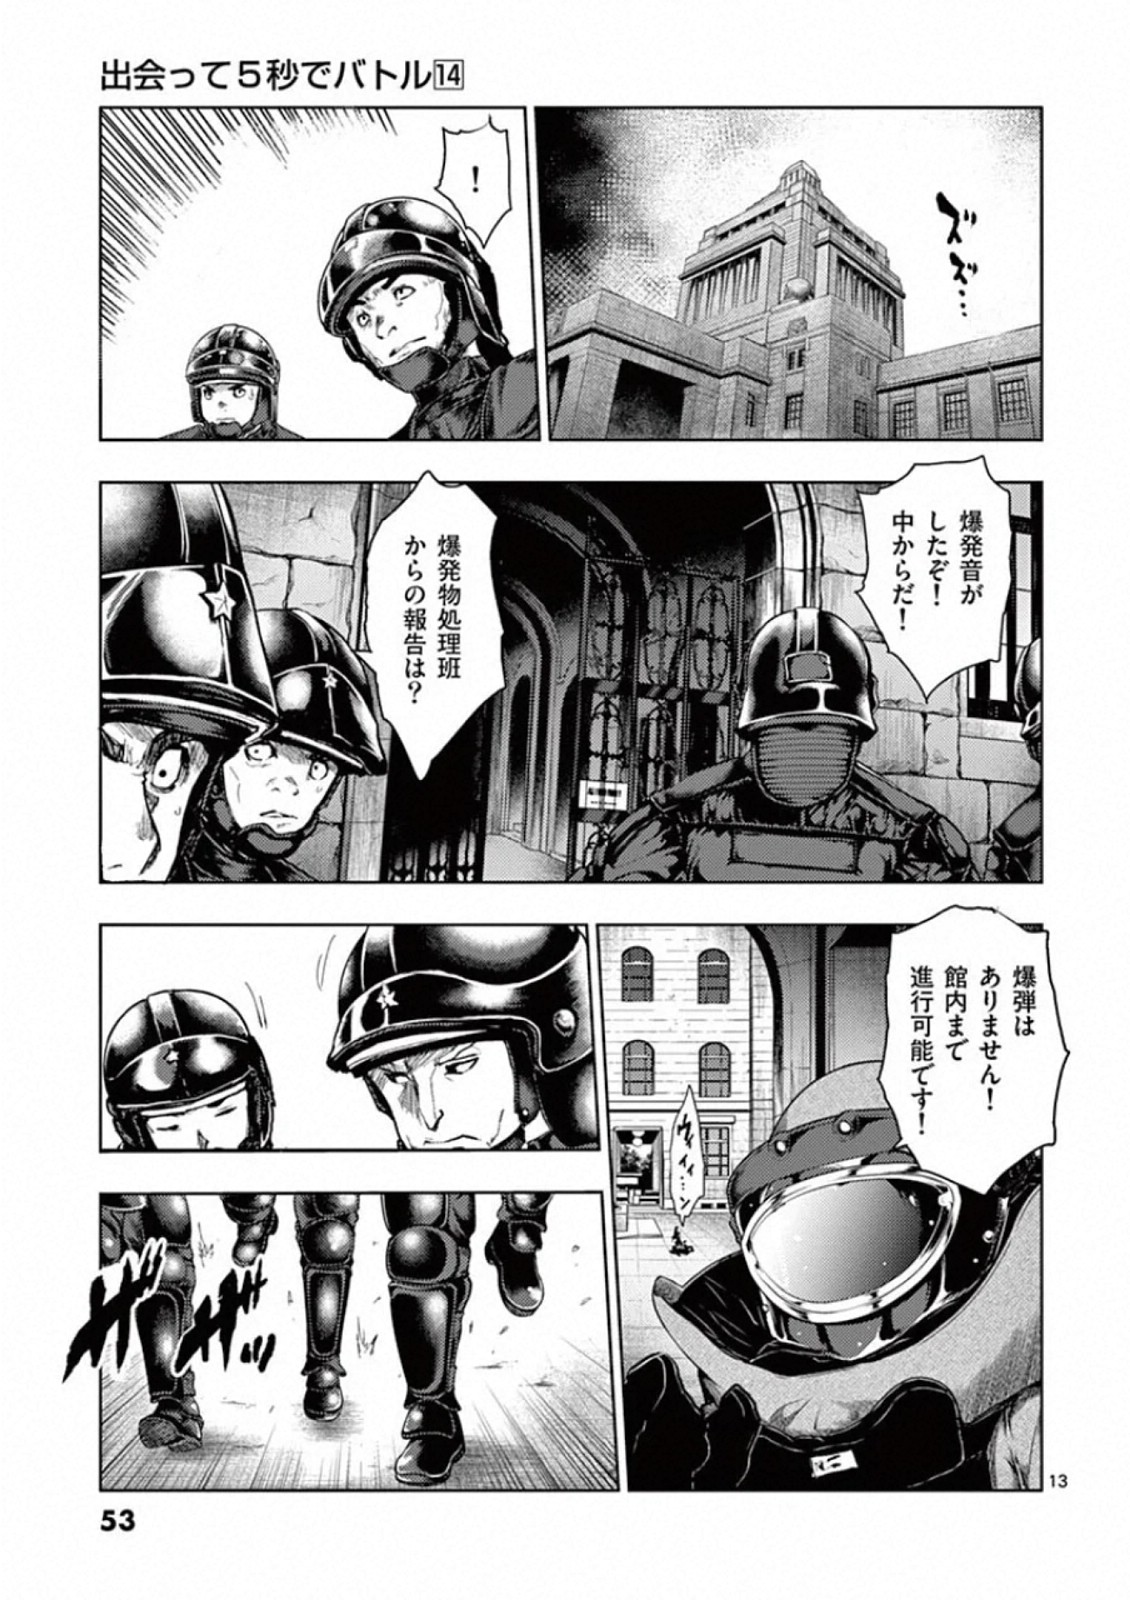 出会って5秒でバトル14
ズズ…
！
爆発音が
したぞ！
中からだ！
爆発物処理班
からの報告は？
爆弾は
ありません！
館内まで
進行可能です！
ウィィ…ン
ザッ
ザッ
13
53